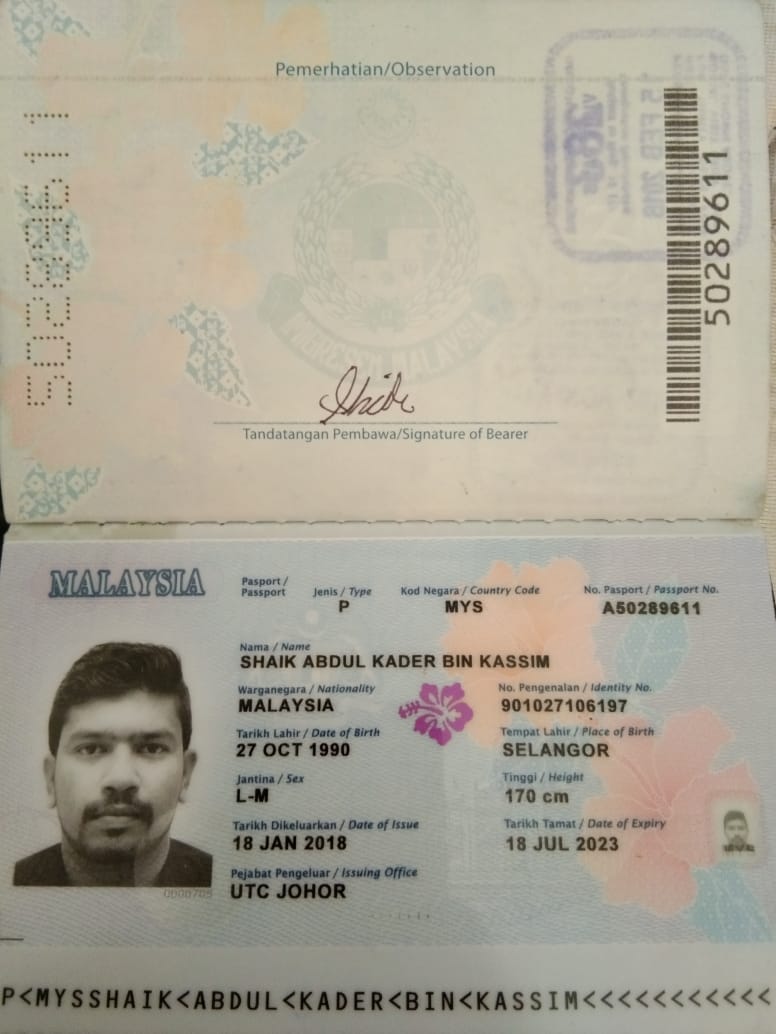 Pemerhatian/Observation
50289611
50289611
Tandatangan Pembawa/Signature of Bearer
MALAYSIA
Pasport / Passport
Jenis / Type
P
Kod Negara / Country Code
MYS
No. Pasport / Passport No.
A50289611
Nama / Name
SHAIK ABDUL KADER BIN KASSIM
Warganegara / Nationality
MALAYSIA
No. Pengenalan / Identity No.
901027106197
Tarikh Lahir / Date of Birth
27 OCT 1990
Tempat Lahir / Place of Birth
SELANGOR
Jantina / Sex
L-M
Tinggi / Height
170 cm
Tarikh Dikeluarkan / Date of Issue
18 JAN 2018
Tarikh Tamat / Date of Expiry
18 JUL 2023
Pejabat Pengeluar / Issuing Office
UTC JOHOR
P<MYSSHAIK<ABDUL<KADER<BIN<KASSIM<<<<<<<<<<<